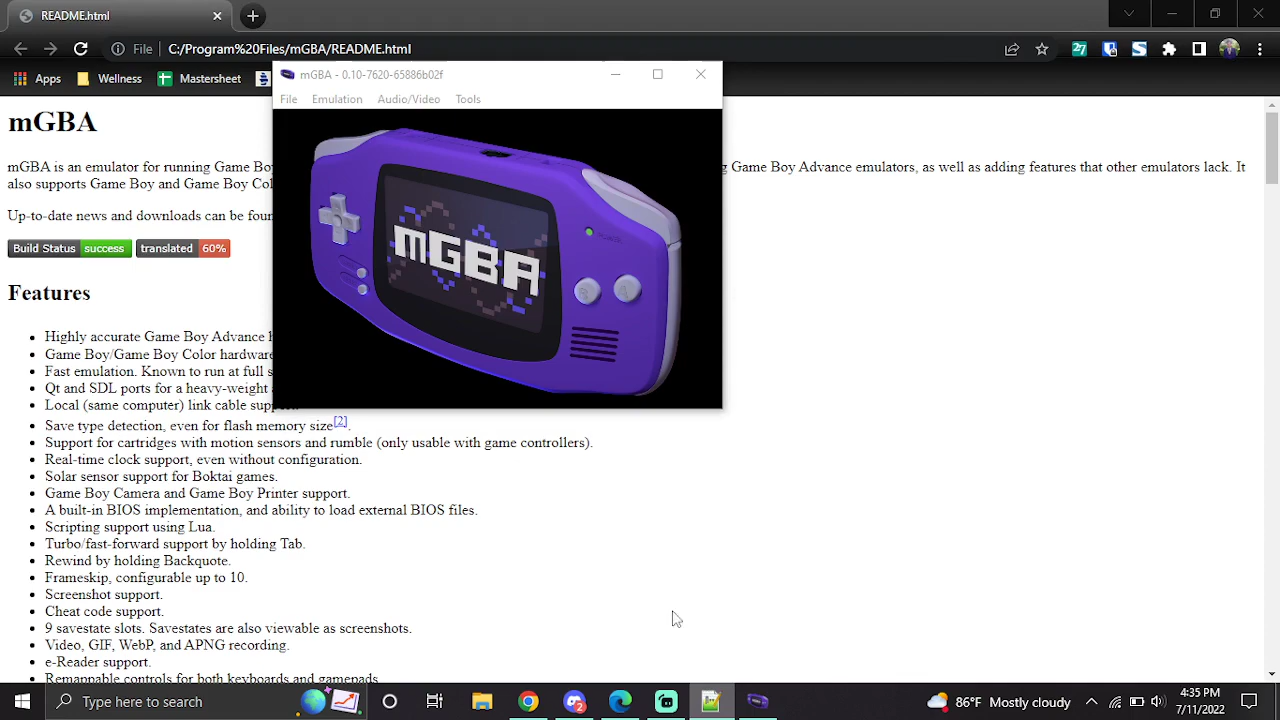 README.html
File C:/Program%20Files/mGBA/README.html
Apps Wellness Mastersheet
mGBA - 0.10-7620-65886b02f
File Emulation Audio/Video Tools
mGBA
mGBA
mGBA is an emulator for running Game Boy Game Boy Advance emulators, as well as adding features that other emulators lack. It
also supports Game Boy and Game Boy
Up-to-date news and downloads can be
Build Status success translated 60%
Features
Highly accurate Game Boy Advance
Game Boy/Game Boy Color hardware
Fast emulation. Known to run at full
Qt and SDL ports for a heavy-weight
Local (same computer) link cable support.
Save type detection, even for flash memory size[2].
Support for cartridges with motion sensors and rumble (only usable with game controllers).
Real-time clock support, even without configuration.
Solar sensor support for Boktai games.
Game Boy Camera and Game Boy Printer support.
A built-in BIOS implementation, and ability to load external BIOS files.
Scripting support using Lua.
Turbo/fast-forward support by holding Tab.
Rewind by holding Backquote.
Frameskip, configurable up to 10.
Screenshot support.
Cheat code support.
9 savestate slots. Savestates are also viewable as screenshots.
Video, GIF, WebP, and APNG recording.
e-Reader support.
Remappable controls for both keyboards and gamepads
Type here to search
86°F Mostly cloudy
4:35 PM
7/11/2022